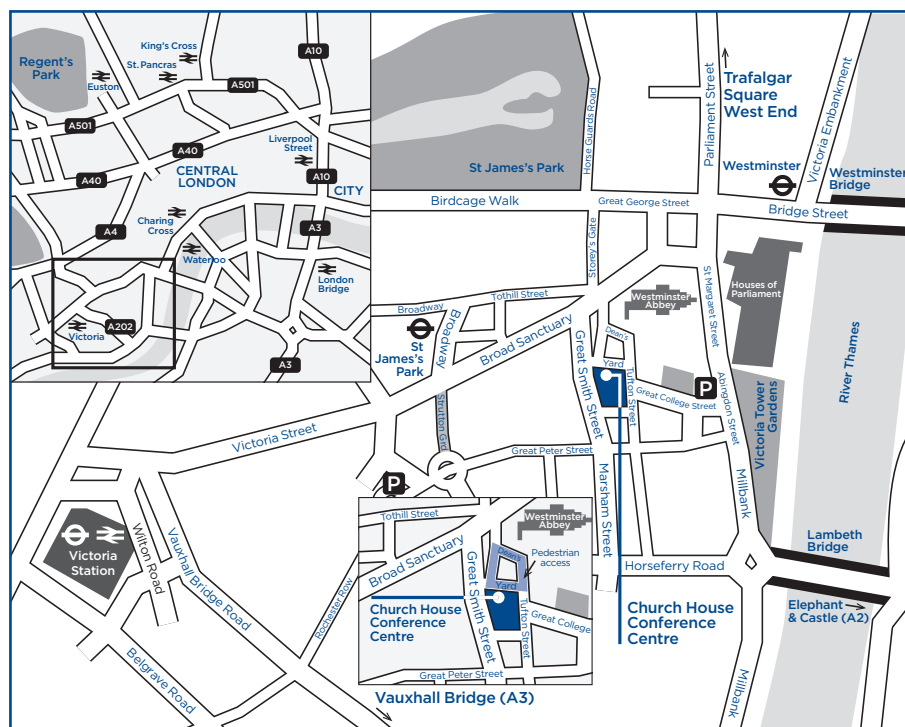 King's Cross
St. Pancras
Regent's
Park
Euston
A10
A501
A501
Liverpool
Street
A40
CENTRAL
LONDON
A40
A10
CITY
Charing
Cross
A4
A3
Waterloo
London
Bridge
A202
Victoria
A3
Horse Guards Road
Parliament Street
Trafalgar
Square
West End
Victoria Embankment
St James's Park
Westminster
Westminster
Bridge
Birdcage Walk
Great George Street
Bridge Street
Storey's Gate
St Margaret Street
Houses of
Parliament
Tothill Street
Broadway
Broadway
Westminster
Abbey
St
James's
Park
Broad Sanctuary
Dean's
Yard
Great Smith Street
Tufton Street
Great College Street
P
Abingdon Street
Victoria Tower
Gardens
River Thames
Victoria Street
Strutton Grd
Great Peter Street
P
Marsham Street
Millbank
Victoria
Station
Wilton Road
Vauxhall Bridge Road
Rochester Row
Belgrave Road
Horseferry Road
Lambeth
Bridge
Church House
Conference
Centre
Elephant
& Castle (A2)
Millbank
Tothill Street
Westminster
Abbey
Broad Sanctuary
Dean's
Yard
Pedestrian
access
Great Smith Street
Church House
Conference
Centre
Tufton Street
Great College
Great Peter Street
Vauxhall Bridge (A3)